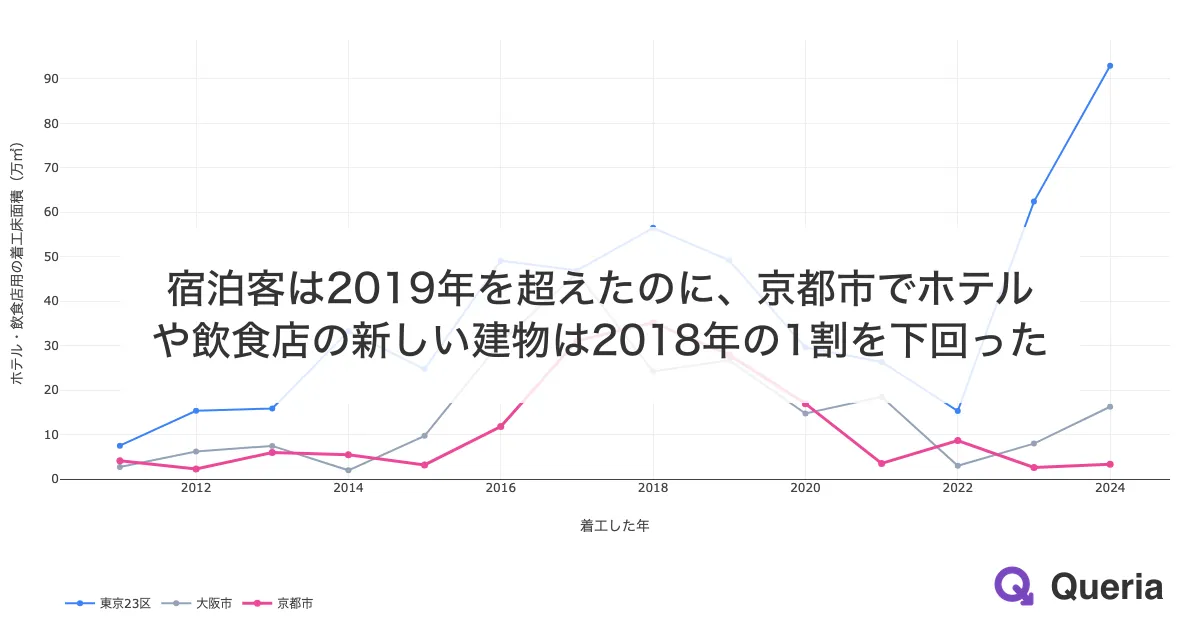 90
80
70
60
50
40
30
20
10
0
ホテル・飲食店用の着工床面積（万㎡）
宿泊客は2019年を超えたのに、京都市でホテル
や飲食店の新しい建物は2018年の1割を下回った
2012 2014 2016 2018 2020 2022 2024
着工した年
東京23区 大阪市 京都市
Queria